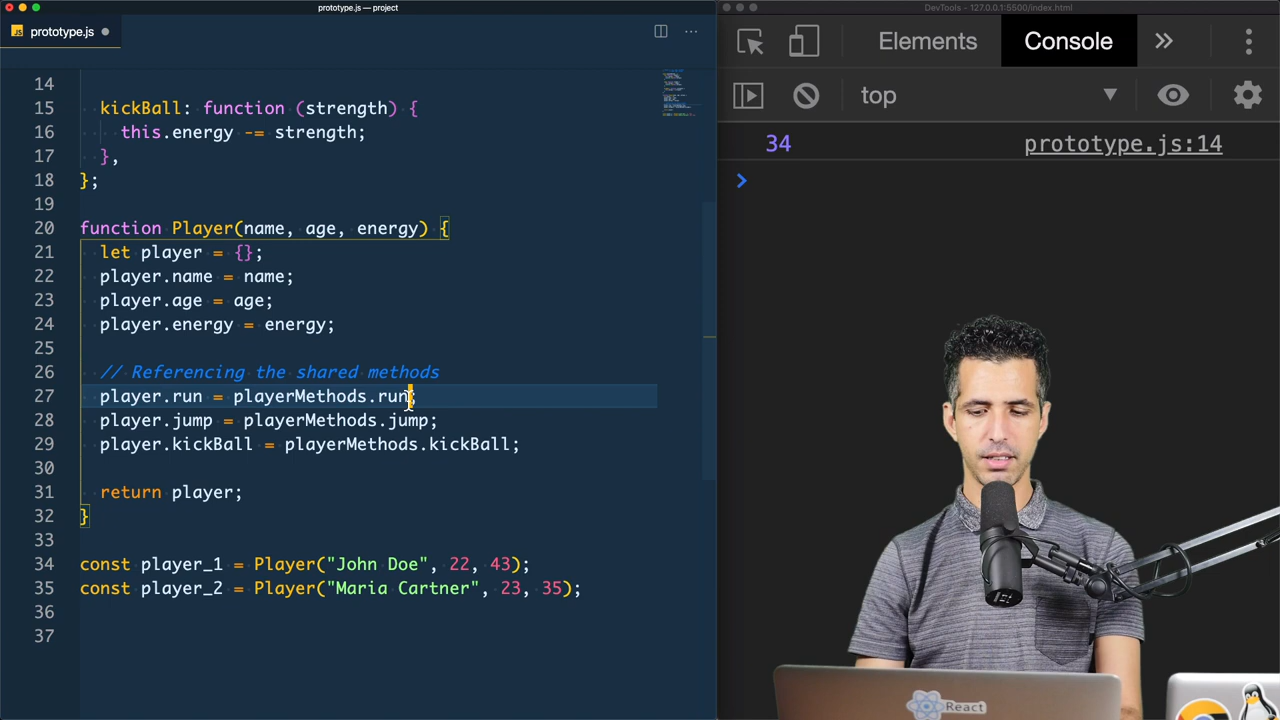 prototype.js — project
JS prototype.js
14
15 kickBall: function (strength) {
16 this.energy -= strength;
17 },
18 };
19
20 function Player(name, age, energy) {
21 let player = {};
22 player.name = name;
23 player.age = age;
24 player.energy = energy;
25
26 // Referencing the shared methods
27 player.run = playerMethods.run;
28 player.jump = playerMethods.jump;
29 player.kickBall = playerMethods.kickBall;
30
31 return player;
32 }
33
34 const player_1 = Player("John Doe", 22, 43);
35 const player_2 = Player("Maria Cartner", 23, 35);
36
37
DevTools - 127.0.0.1:5500/index.html
Elements Console
top
34 prototype.js:14
React